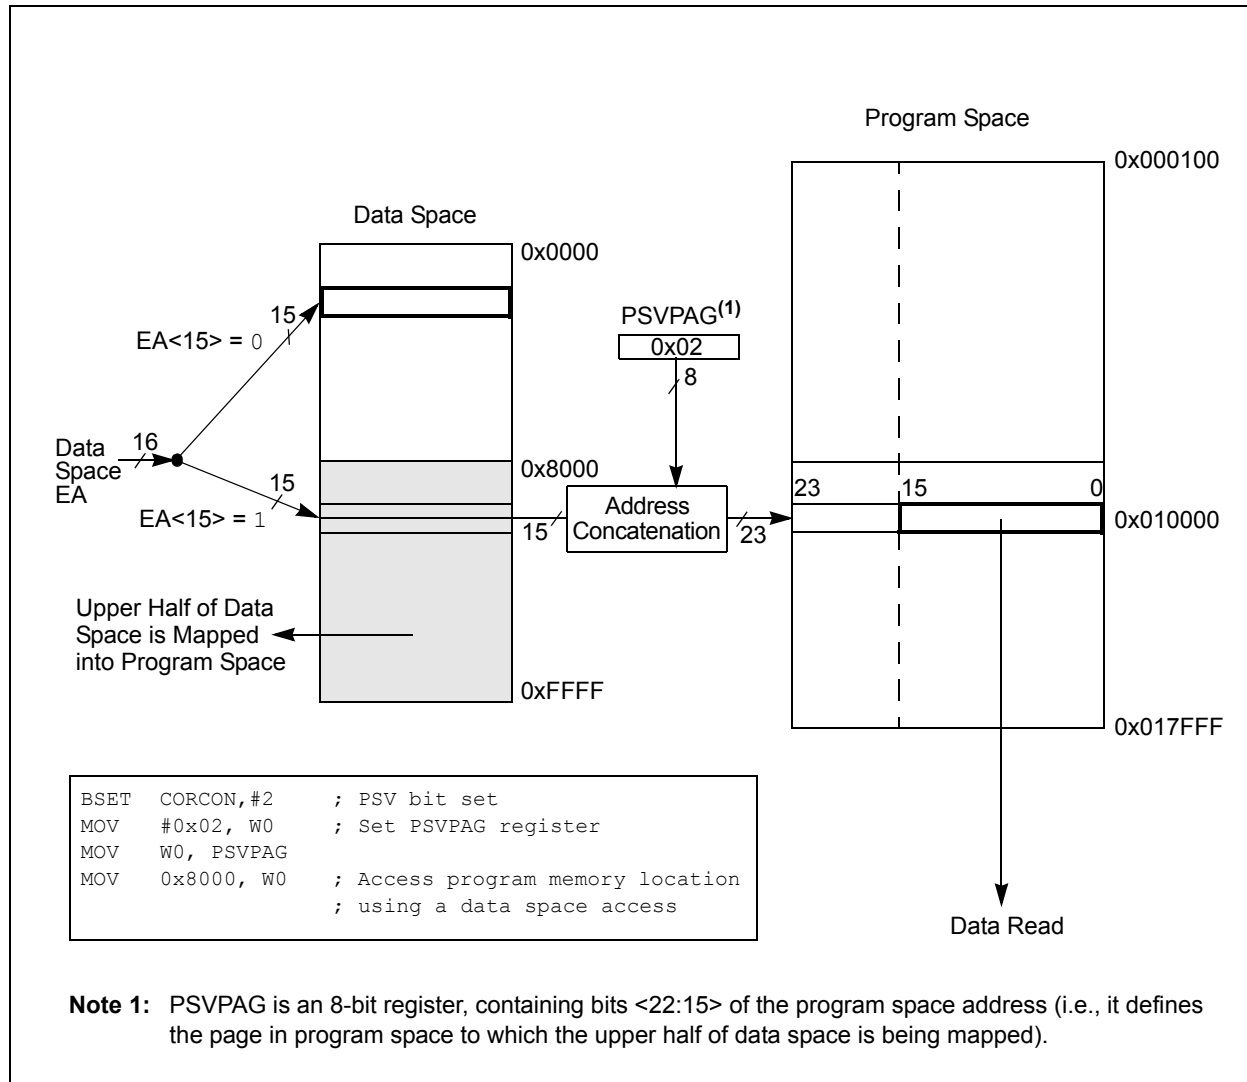 Program Space
0x000100
Data Space
0x0000
15
EA<15> = 0
PSVPAG(1)
0x02
8
Data
Space
EA
16
0x8000
15
EA<15> = 1
15
Address
Concatenation
23
23 15 0
0x010000
Upper Half of Data
Space is Mapped
into Program Space
0xFFFF
0x017FFF
BSET CORCON,#2 ; PSV bit set
MOV #0x02, W0 ; Set PSVPAG register
MOV W0, PSVPAG
MOV 0x8000, W0 ; Access program memory location
; using a data space access
Data Read
Note 1: PSVPAG is an 8-bit register, containing bits <22:15> of the program space address (i.e., it defines
the page in program space to which the upper half of data space is being mapped).